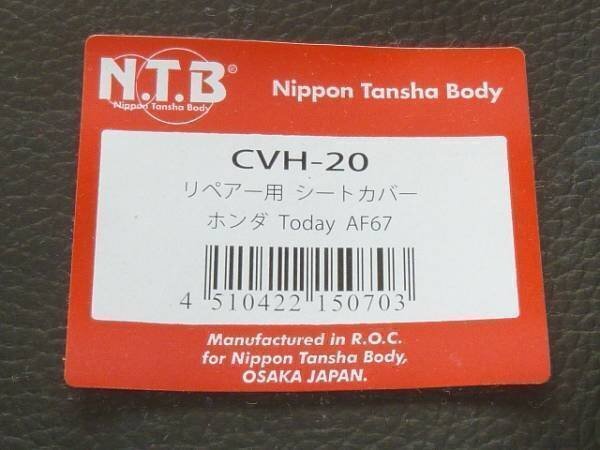 N.T.B®
Nippon Tansha Body
Nippon Tansha Body
CVH-20
リペアー用 シートカバー
ホンダ Today AF67
4 510422 150703
Manufactured in R.O.C.
for Nippon Tansha Body,
OSAKA JAPAN.